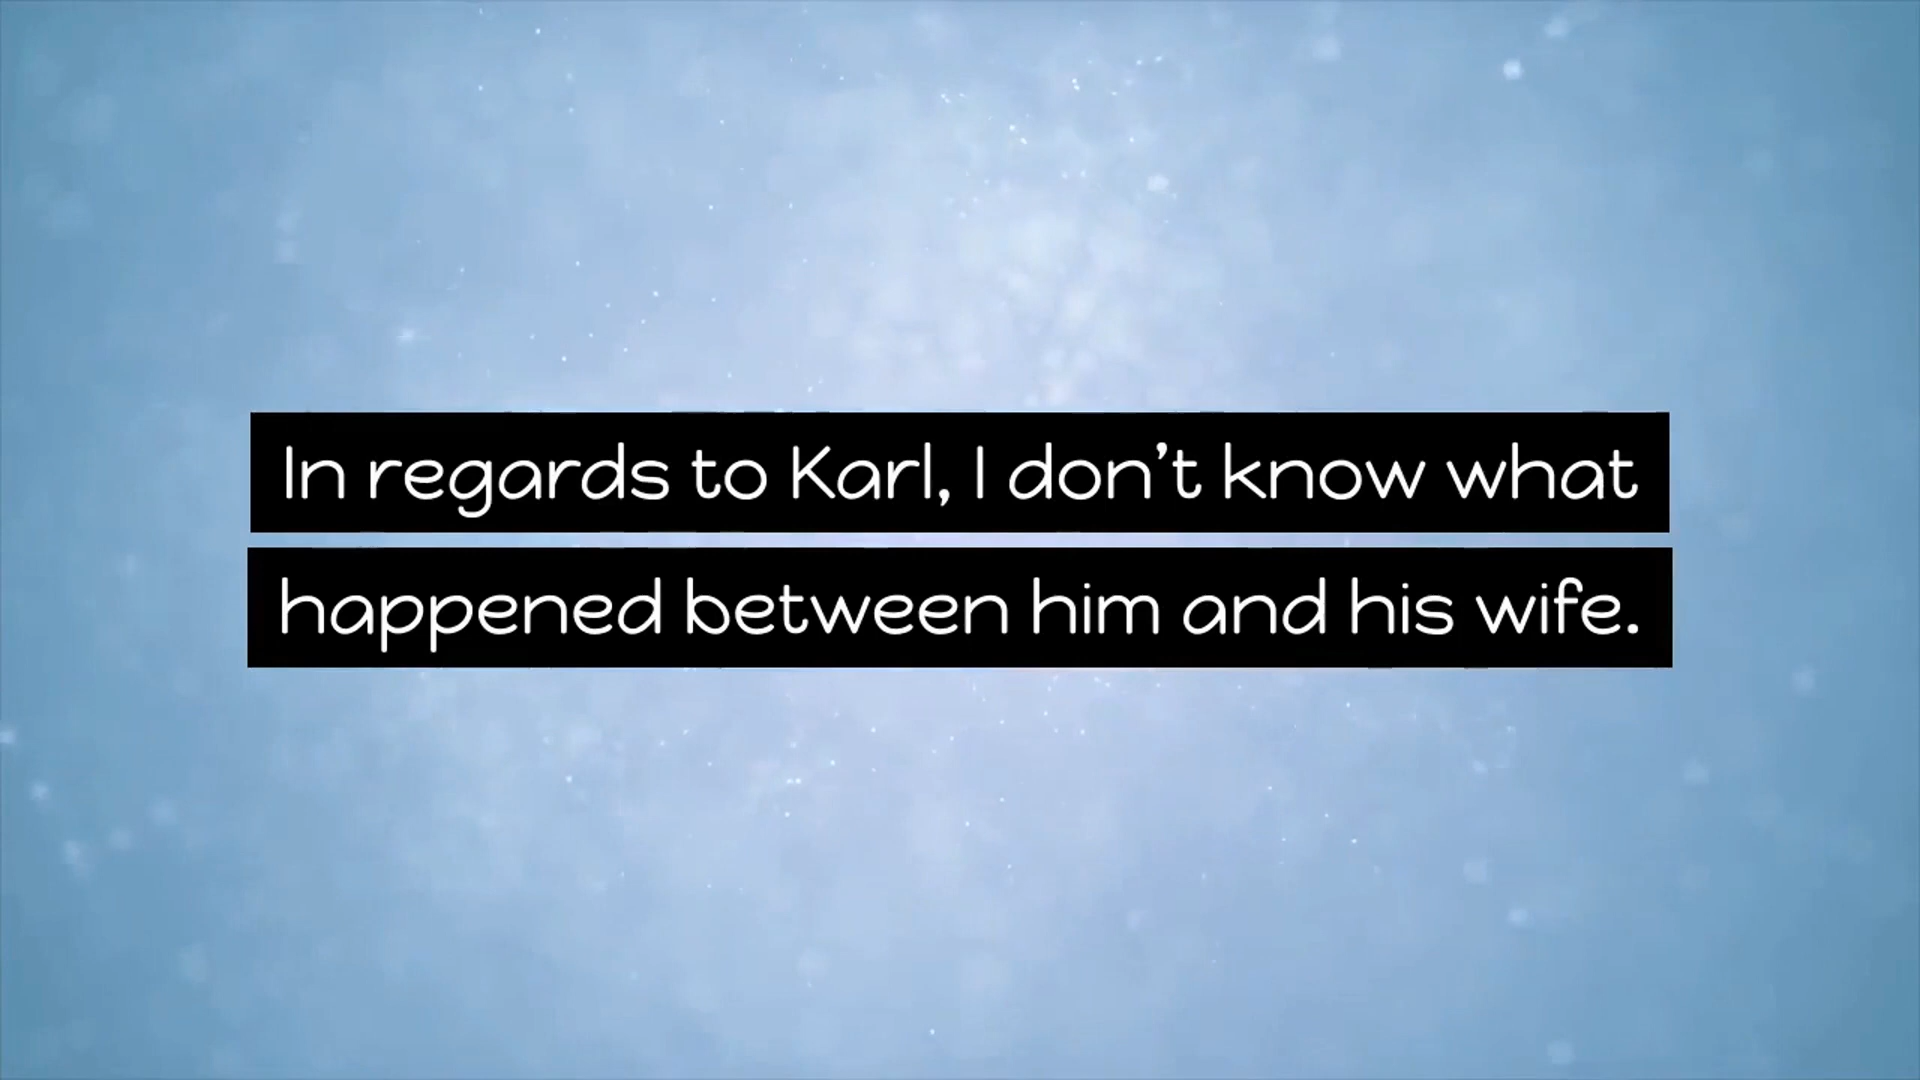 In regards to Karl, I don’t know what
happened between him and his wife.